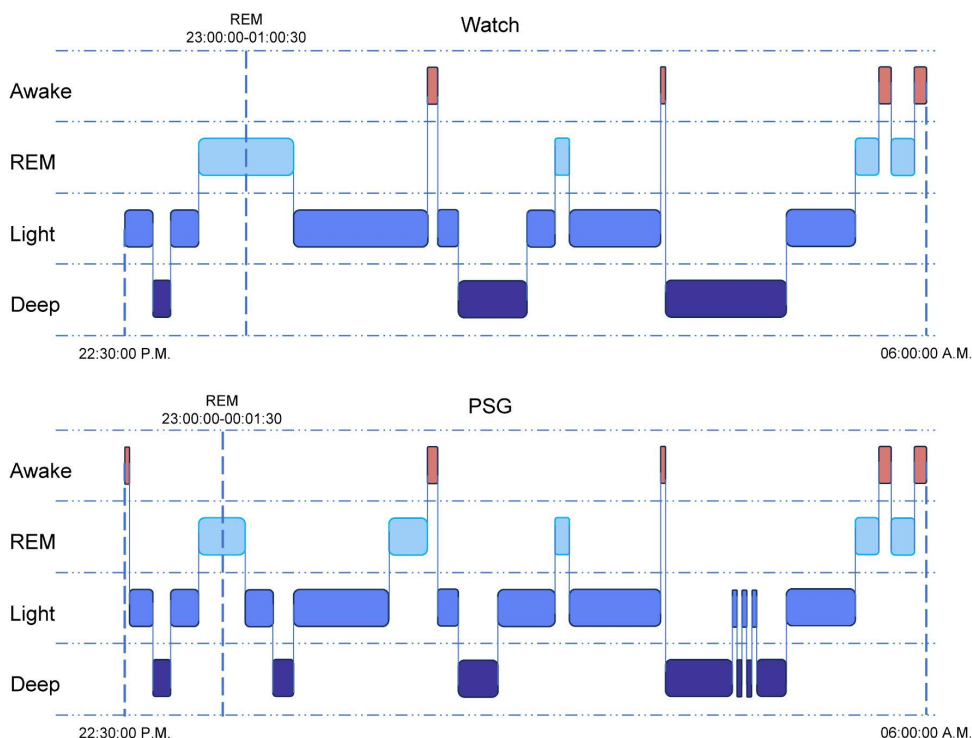 Watch
REM
23:00:00-01:00:30
Awake
REM
Light
Deep
22:30:00 P.M.
06:00:00 A.M.
PSG
REM
23:00:00-00:01:30
Awake
REM
Light
Deep
22:30:00 P.M.
06:00:00 A.M.